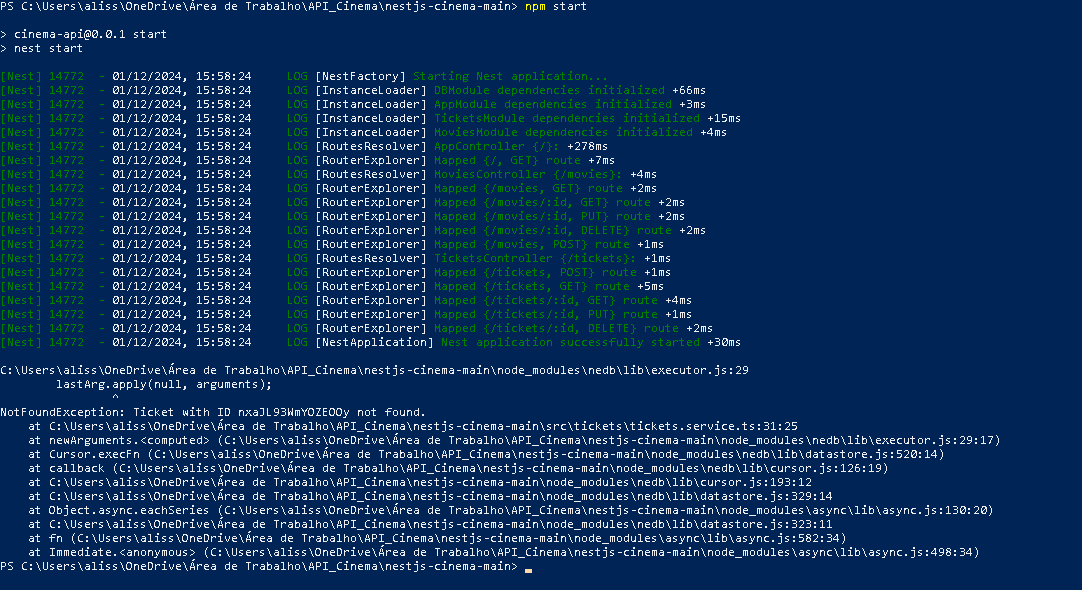 PS C:\Users\aliss\OneDrive\Área de Trabalho\API_Cinema\nestjs-cinema-main> npm start
> cinema-api@0.0.1 start
> nest start
[Nest] 14772  - 01/12/2024, 15:58:24     LOG [NestFactory] Starting Nest application...
[Nest] 14772  - 01/12/2024, 15:58:24     LOG [InstanceLoader] DBModule dependencies initialized +66ms
[Nest] 14772  - 01/12/2024, 15:58:24     LOG [InstanceLoader] AppModule dependencies initialized +3ms
[Nest] 14772  - 01/12/2024, 15:58:24     LOG [InstanceLoader] TicketsModule dependencies initialized +15ms
[Nest] 14772  - 01/12/2024, 15:58:24     LOG [InstanceLoader] MoviesModule dependencies initialized +4ms
[Nest] 14772  - 01/12/2024, 15:58:24     LOG [RoutesResolver] AppController {/}: +278ms
[Nest] 14772  - 01/12/2024, 15:58:24     LOG [RouterExplorer] Mapped {/, GET} route +7ms
[Nest] 14772  - 01/12/2024, 15:58:24     LOG [RoutesResolver] MoviesController {/movies}: +4ms
[Nest] 14772  - 01/12/2024, 15:58:24     LOG [RouterExplorer] Mapped {/movies, GET} route +2ms
[Nest] 14772  - 01/12/2024, 15:58:24     LOG [RouterExplorer] Mapped {/movies/:id, GET} route +2ms
[Nest] 14772  - 01/12/2024, 15:58:24     LOG [RouterExplorer] Mapped {/movies/:id, PUT} route +2ms
[Nest] 14772  - 01/12/2024, 15:58:24     LOG [RouterExplorer] Mapped {/movies/:id, DELETE} route +2ms
[Nest] 14772  - 01/12/2024, 15:58:24     LOG [RouterExplorer] Mapped {/movies, POST} route +1ms
[Nest] 14772  - 01/12/2024, 15:58:24     LOG [RoutesResolver] TicketsController {/tickets}: +1ms
[Nest] 14772  - 01/12/2024, 15:58:24     LOG [RouterExplorer] Mapped {/tickets, POST} route +1ms
[Nest] 14772  - 01/12/2024, 15:58:24     LOG [RouterExplorer] Mapped {/tickets, GET} route +5ms
[Nest] 14772  - 01/12/2024, 15:58:24     LOG [RouterExplorer] Mapped {/tickets/:id, GET} route +4ms
[Nest] 14772  - 01/12/2024, 15:58:24     LOG [RouterExplorer] Mapped {/tickets/:id, PUT} route +1ms
[Nest] 14772  - 01/12/2024, 15:58:24     LOG [RouterExplorer] Mapped {/tickets/:id, DELETE} route +2ms
[Nest] 14772  - 01/12/2024, 15:58:24     LOG [NestApplication] Nest application successfully started +30ms
C:\Users\aliss\OneDrive\Área de Trabalho\API_Cinema\nestjs-cinema-main\node_modules\nedb\lib\executor.js:29
        lastArg.apply(null, arguments);
                ^
NotFoundException: Ticket with ID nxaJL93WmYOZEOOy not found.
    at C:\Users\aliss\OneDrive\Área de Trabalho\API_Cinema\nestjs-cinema-main\src\tickets\tickets.service.ts:31:25
    at newArguments.<computed> (C:\Users\aliss\OneDrive\Área de Trabalho\API_Cinema\nestjs-cinema-main\node_modules\nedb\lib\executor.js:29:17)
    at Cursor.execFn (C:\Users\aliss\OneDrive\Área de Trabalho\API_Cinema\nestjs-cinema-main\node_modules\nedb\lib\datastore.js:520:14)
    at callback (C:\Users\aliss\OneDrive\Área de Trabalho\API_Cinema\nestjs-cinema-main\node_modules\nedb\lib\cursor.js:126:19)
    at C:\Users\aliss\OneDrive\Área de Trabalho\API_Cinema\nestjs-cinema-main\node_modules\nedb\lib\cursor.js:193:12
    at C:\Users\aliss\OneDrive\Área de Trabalho\API_Cinema\nestjs-cinema-main\node_modules\nedb\lib\datastore.js:329:14
    at Object.async.eachSeries (C:\Users\aliss\OneDrive\Área de Trabalho\API_Cinema\nestjs-cinema-main\node_modules\async\lib\async.js:130:20)
    at C:\Users\aliss\OneDrive\Área de Trabalho\API_Cinema\nestjs-cinema-main\node_modules\nedb\lib\datastore.js:323:11
    at fn (C:\Users\aliss\OneDrive\Área de Trabalho\API_Cinema\nestjs-cinema-main\node_modules\async\lib\async.js:582:34)
    at Immediate.<anonymous> (C:\Users\aliss\OneDrive\Área de Trabalho\API_Cinema\nestjs-cinema-main\node_modules\async\lib\async.js:498:34)
PS C:\Users\aliss\OneDrive\Área de Trabalho\API_Cinema\nestjs-cinema-main>